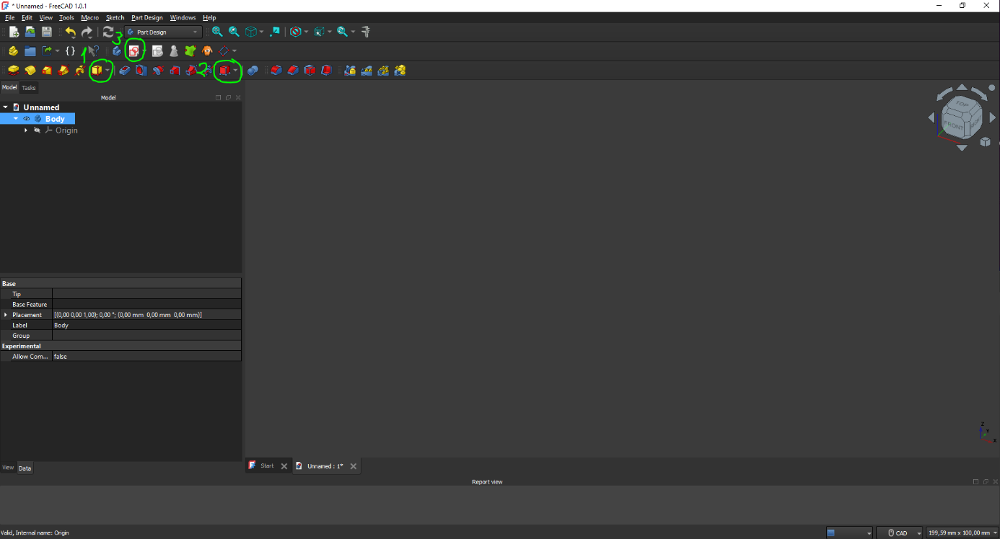 * Unnamed - FreeCAD 1.0.1
File Edit View Tools Macro Sketch Part Design Windows Help
Part Design
3
1
2
Model Tasks
Model
Unnamed
Body
Origin
TOP
FRONT
Base
Tip
Base Feature
Placement [(0,00 0,00 1,00); 0,00 °; (0,00 mm 0,00 mm 0,00 mm)]
Label Body
Group
Experimental
Allow Com... false
Z
Y
X
View Data
Start Unnamed : 1*
Report view
Valid, Internal name: Origin
CAD 199,59 mm x 100,00 mm